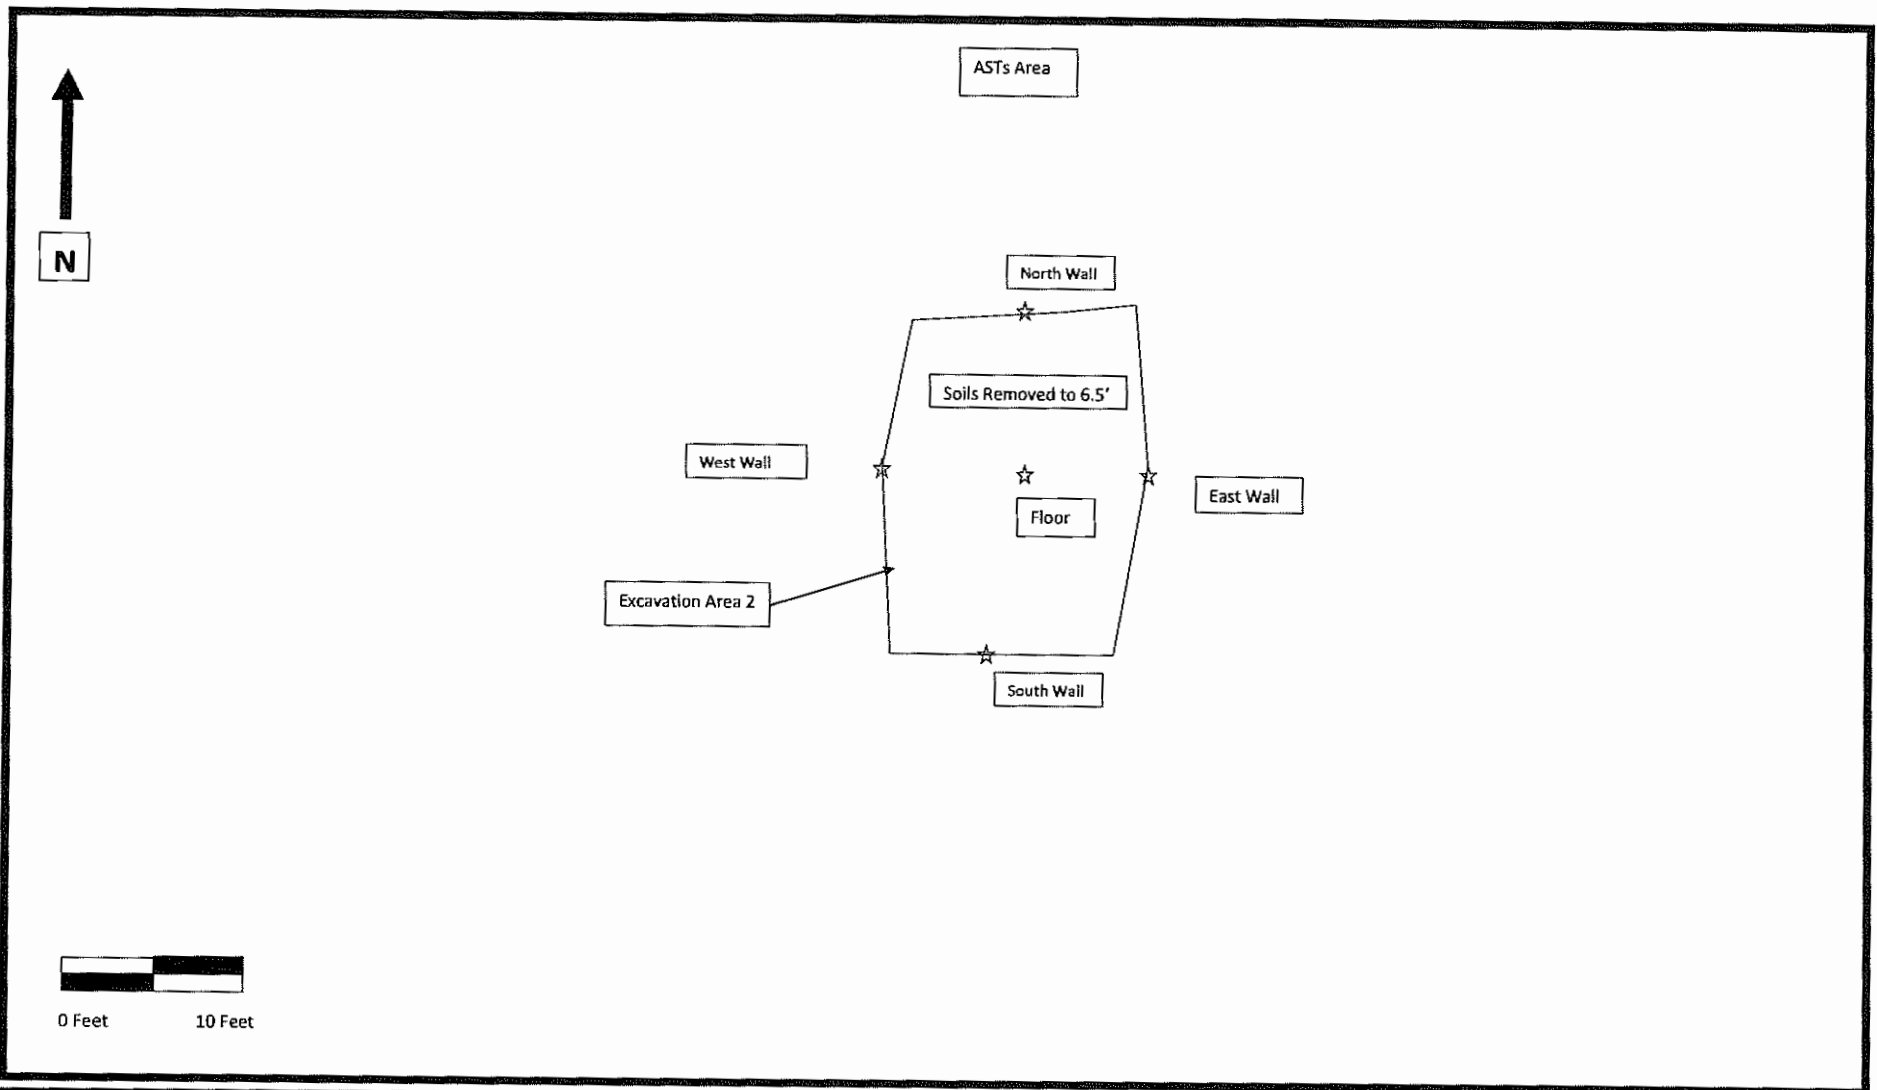 ASTs Area
N
North Wall
Soils Removed to 6.5'
West Wall
East Wall
Floor
Excavation Area 2
South Wall
0 Feet 10 Feet